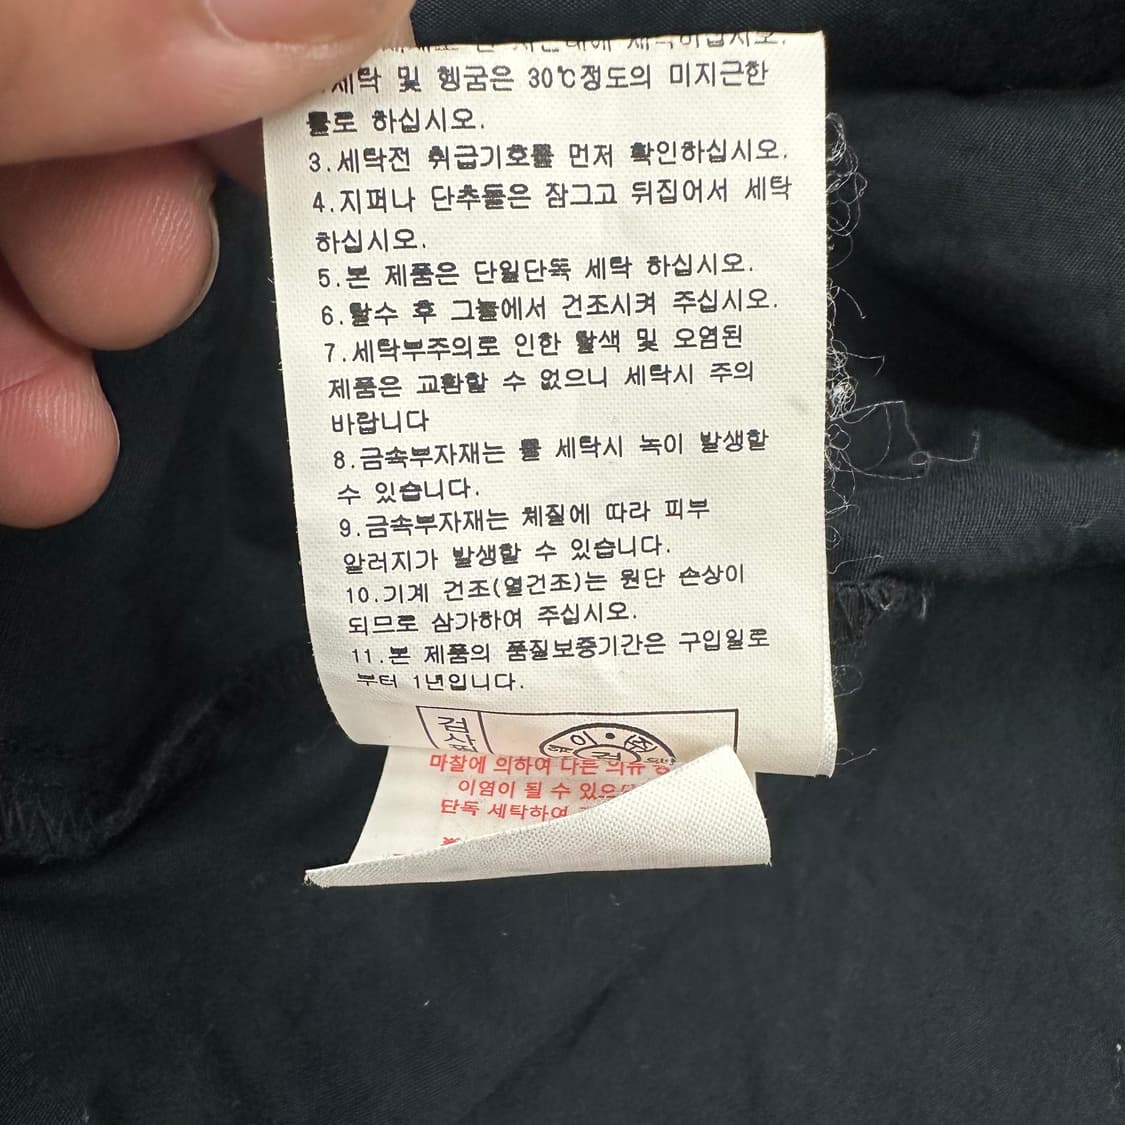 세탁 및 헹굼은 30℃정도의 미지근한
물로 하십시오.
3.세탁전 취급기호를 먼저 확인하십시오.
4.지퍼나 단추들은 잠그고 뒤집어서 세탁
하십시오.
5.본 제품은 단일단독 세탁 하십시오.
6.탈수 후 그늘에서 건조시켜 주십시오.
7.세탁부주의로 인한 탈색 및 오염된
제품은 교환할 수 없으니 세탁시 주의
바랍니다
8.금속부자재는 물 세탁시 녹이 발생할
수 있습니다.
9.금속부자재는 체질에 따라 피부
알러지가 발생할 수 있습니다.
10.기계 건조(열건조)는 원단 손상이
되므로 삼가하여 주십시오.
11.본 제품의 품질보증기간은 구입일로
부터 1년입니다.
마찰에 의하여 다른 의류
이염이 될 수
단독 세탁하여